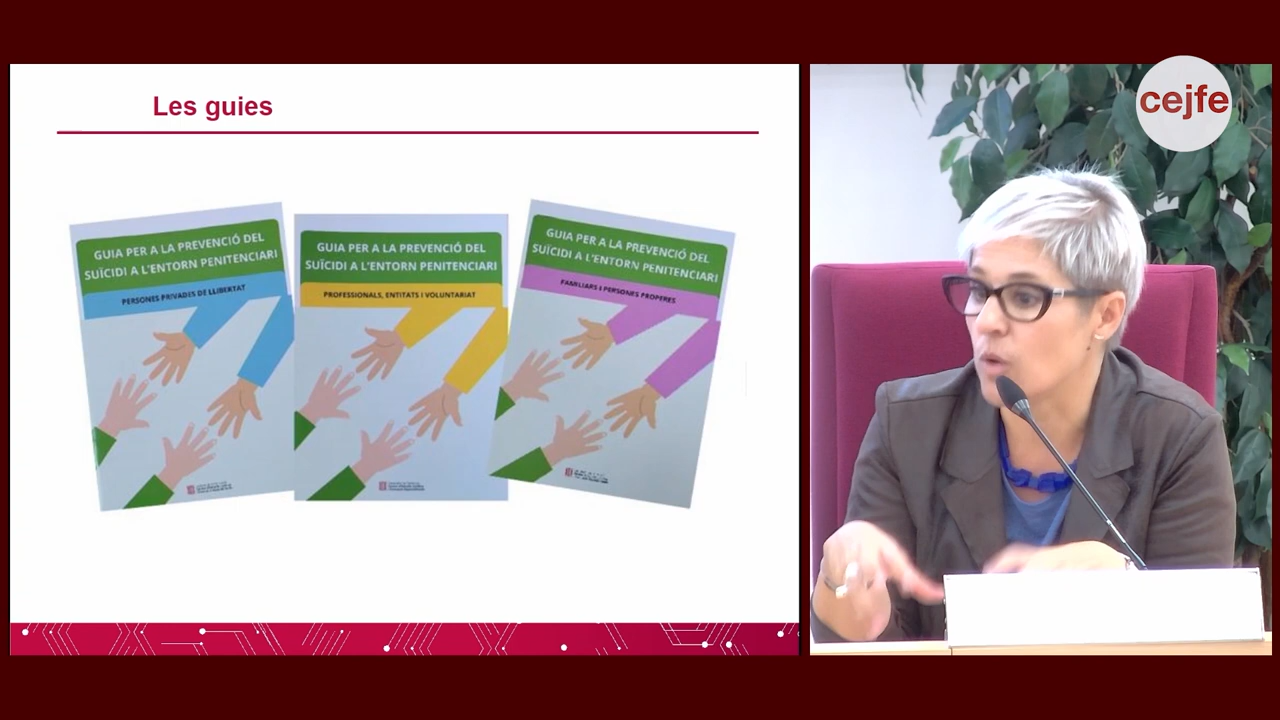 Les guies
GUIA PER A LA PREVENCIÓ DEL
SUÏCIDI A L'ENTORN PENITENCIARI
PERSONES PRIVADES DE LLIBERTAT
GUIA PER A LA PREVENCIÓ DEL
SUÏCIDI A L'ENTORN PENITENCIARI
PROFESSIONALS, ENTITATS I VOLUNTARIAT
GUIA PER A LA PREVENCIÓ DEL
SUÏCIDI A L'ENTORN PENITENCIARI
FAMILIARS I PERSONES PROPERES
cejfe